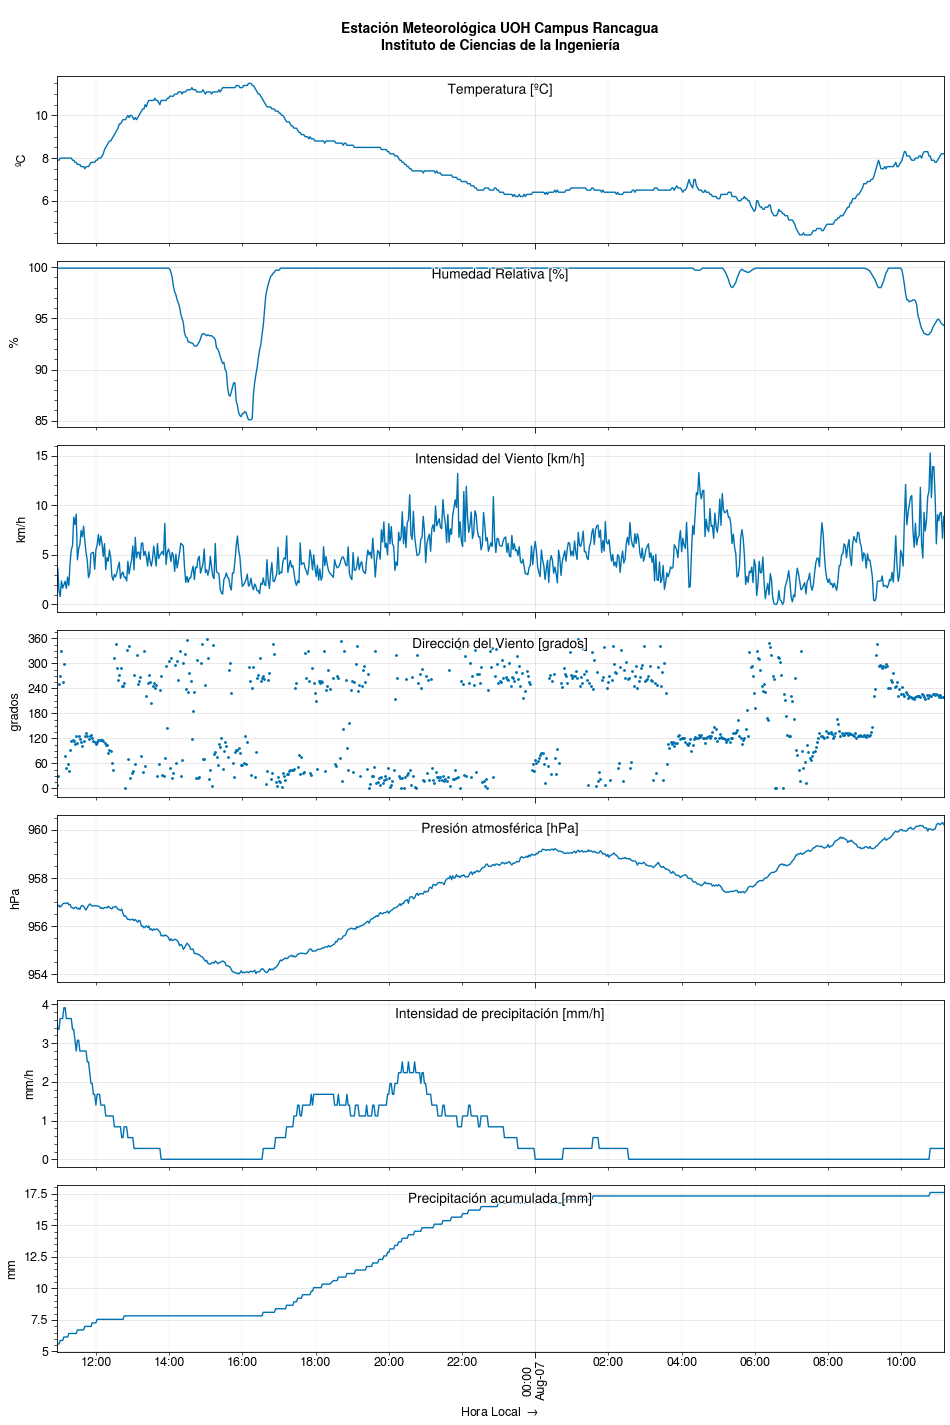 Estación Meteorológica UOH Campus Rancagua
Instituto de Ciencias de la Ingeniería
Temperatura [ºC]
ºC
10
8
6
Humedad Relativa [%]
%
100
95
90
85
Intensidad del Viento [km/h]
km/h
15
10
5
0
Dirección del Viento [grados]
grados
360
300
240
180
120
60
0
Presión atmosférica [hPa]
hPa
960
958
956
954
Intensidad de precipitación [mm/h]
mm/h
4
3
2
1
0
Precipitación acumulada [mm]
mm
17.5
15
12.5
10
7.5
5
12:00 14:00 16:00 18:00 20:00 22:00 00:00 02:00 04:00 06:00 08:00 10:00
Aug-07
Hora Local →